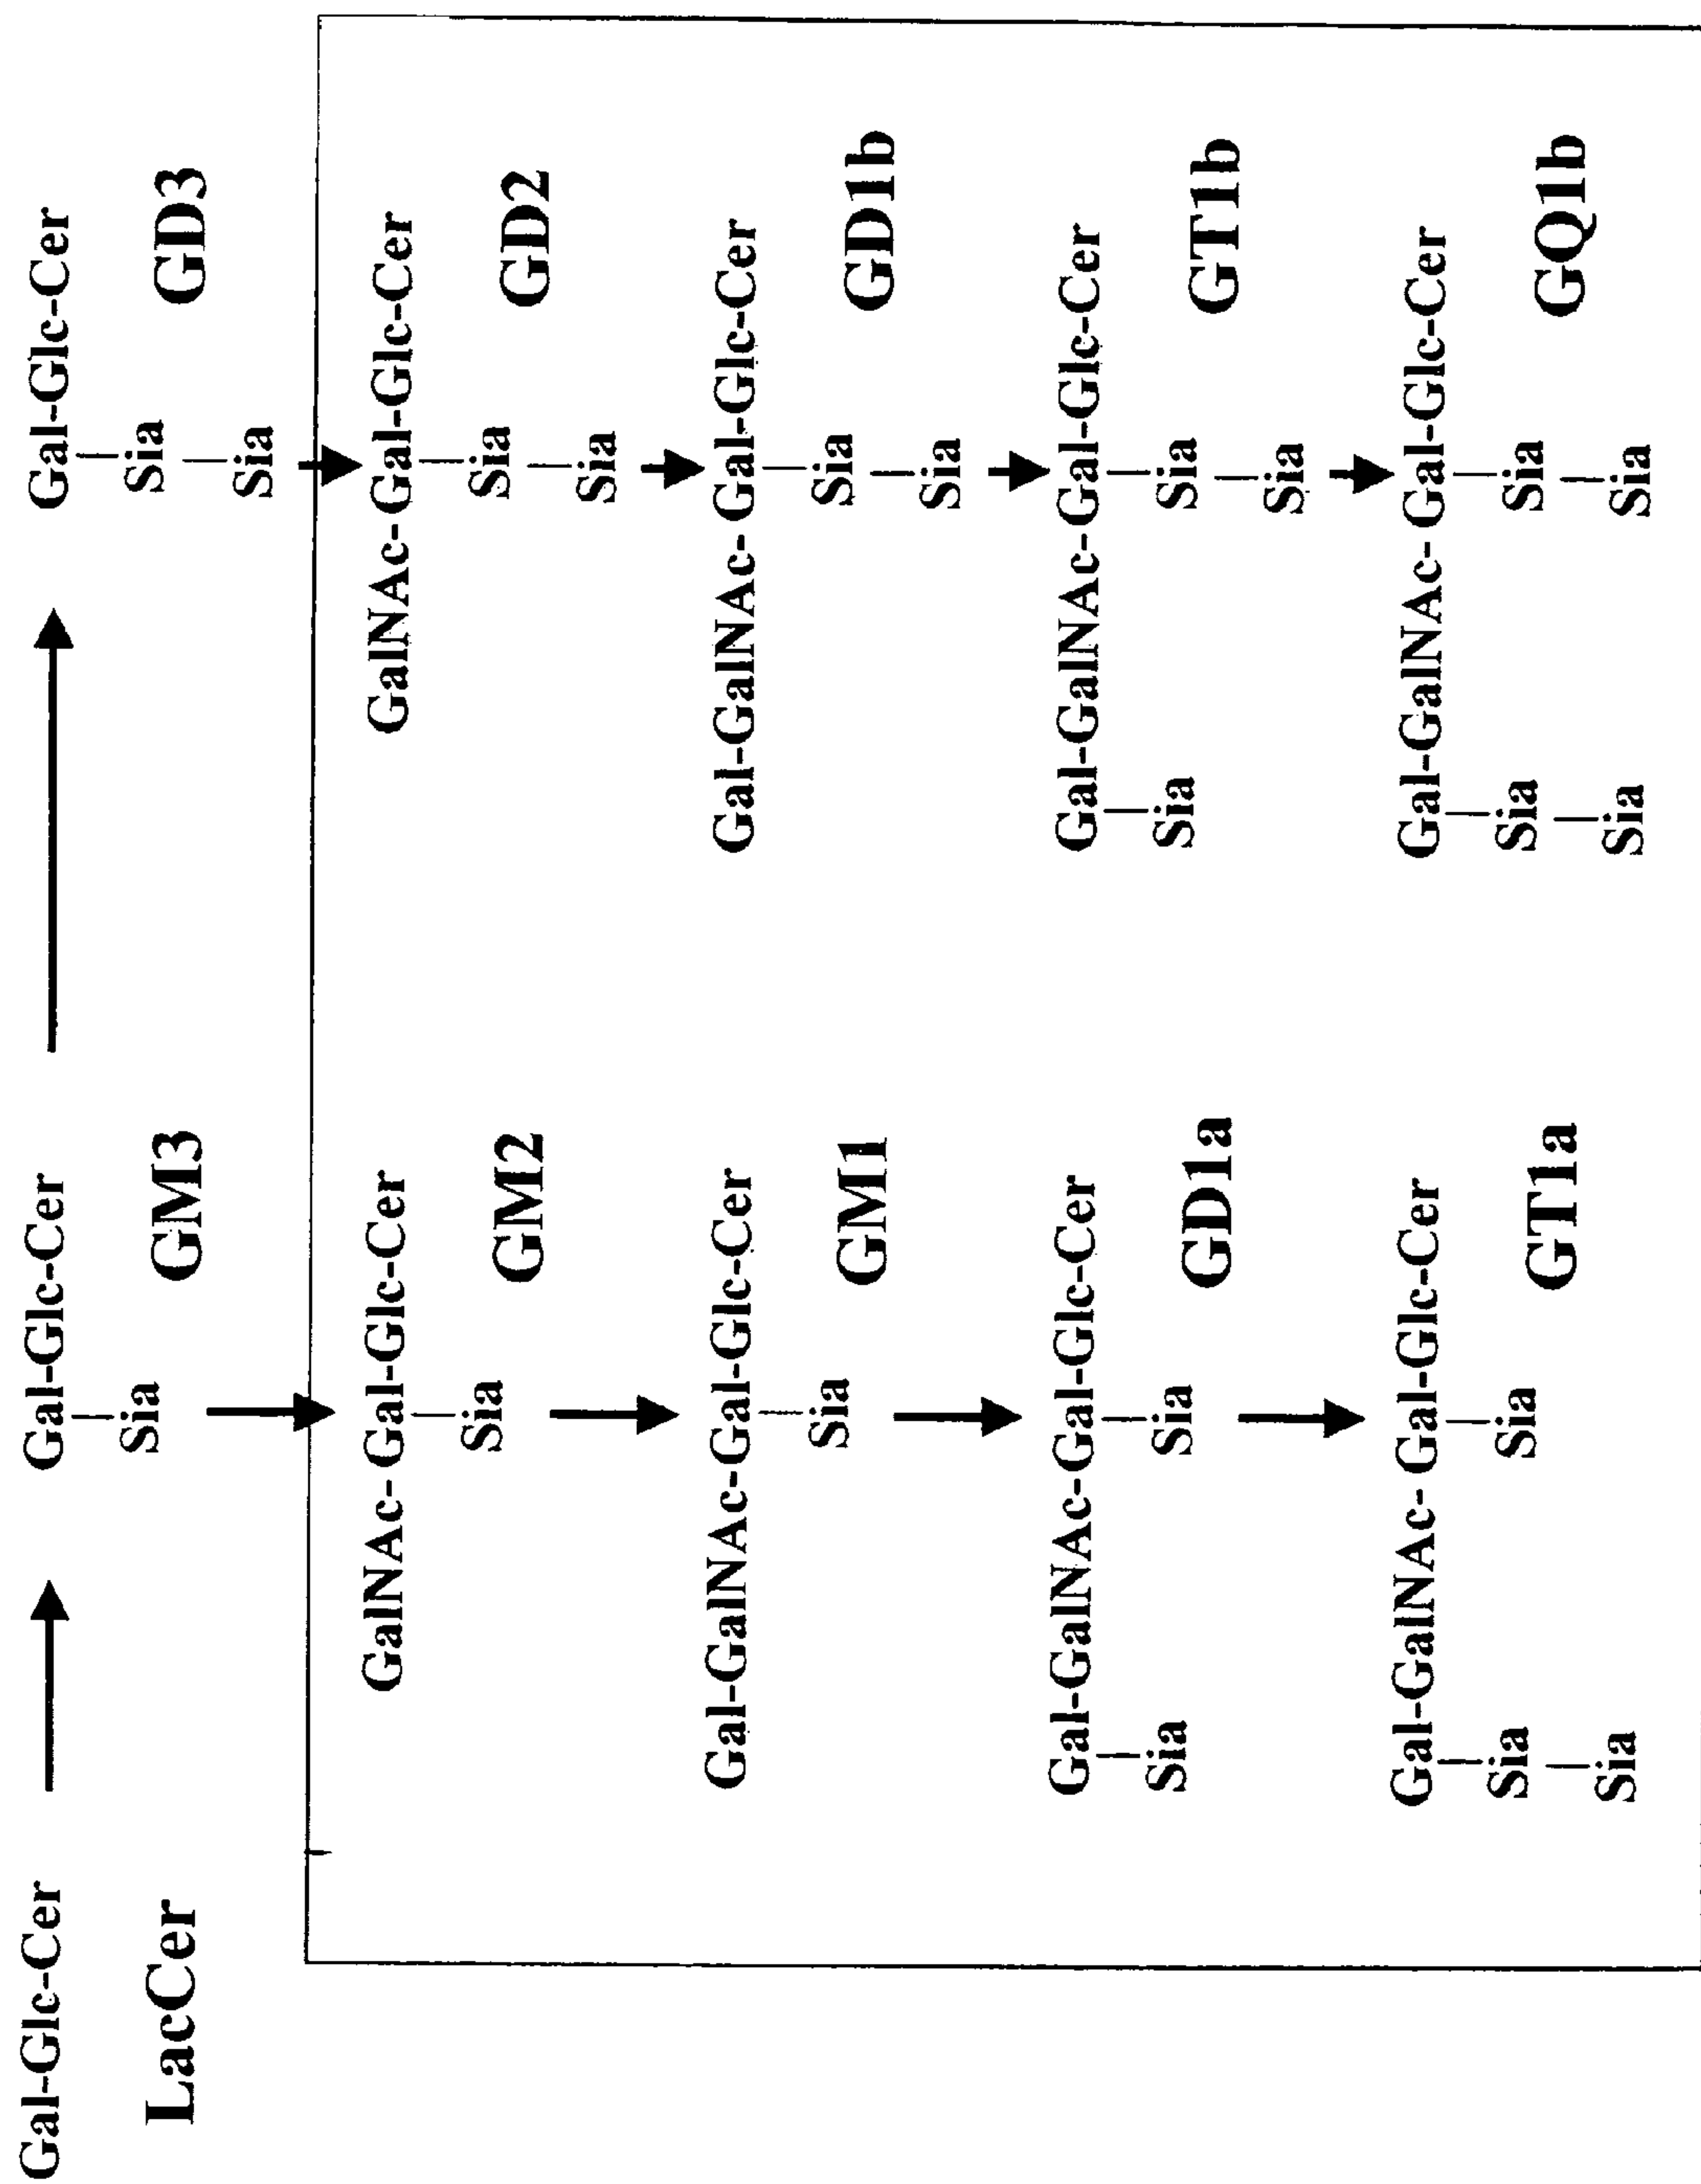 Gal-Glc-Cer
LacCer
Gal-Glc-Cer
Sia
GM3
Gal-Glc-Cer
Sia
Sia
GD3
GalNAc-Gal-Glc-Cer
Sia
GM2
GalNAc-Gal-Glc-Cer
Sia
Sia
GD2
Gal-GalNAc-Gal-Glc-Cer
Sia
GM1
Gal-GalNAc-Gal-Glc-Cer
Sia
Sia
GD1b
Gal-GalNAc-Gal-Glc-Cer
Sia
Sia
GD1a
Gal-GalNAc-Gal-Glc-Cer
Sia
Sia
Sia
GT1b
Gal-GalNAc-Gal-Glc-Cer
Sia
Sia
Sia
GT1a
Gal-GalNAc-Gal-Glc-Cer
Sia
Sia
Sia
Sia
GQ1b